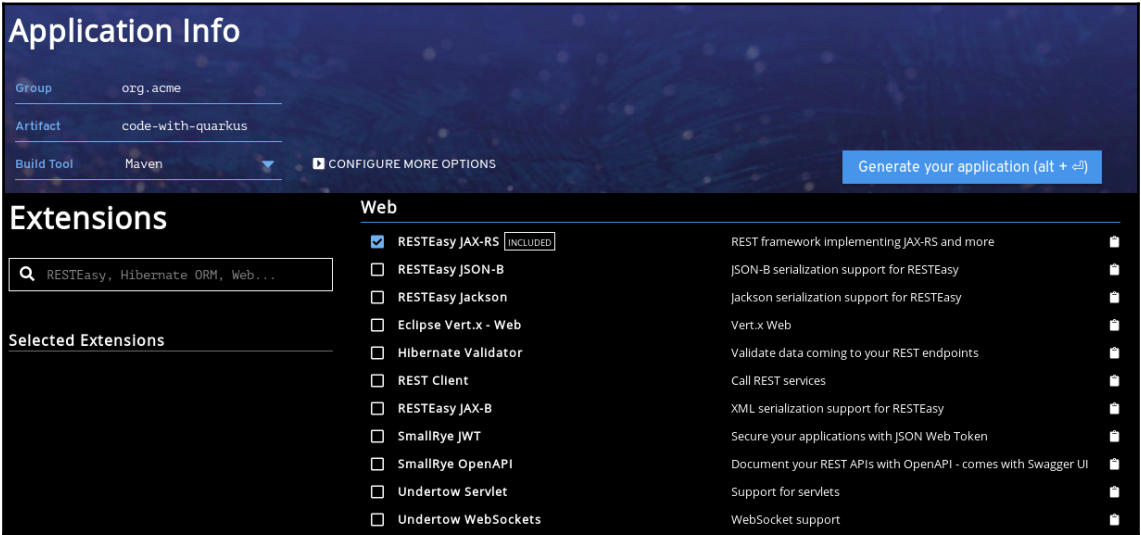 Application Info
Group org.acme
Artifact code-with-quarkus
Build Tool Maven
CONFIGURE MORE OPTIONS
Generate your application (alt + ⏎)
Extensions
RESTEasy, Hibernate ORM, Web...
Selected Extensions
Web
RESTEasy JAX-RS INCLUDED REST framework implementing JAX-RS and more
RESTEasy JSON-B JSON-B serialization support for RESTEasy
RESTEasy Jackson Jackson serialization support for RESTEasy
Eclipse Vert.x - Web Vert.x Web
Hibernate Validator Validate data coming to your REST endpoints
REST Client Call REST services
RESTEasy JAX-B XML serialization support for RESTEasy
SmallRye JWT Secure your applications with JSON Web Token
SmallRye OpenAPI Document your REST APIs with OpenAPI - comes with Swagger UI
Undertow Servlet Support for servlets
Undertow WebSockets WebSocket support